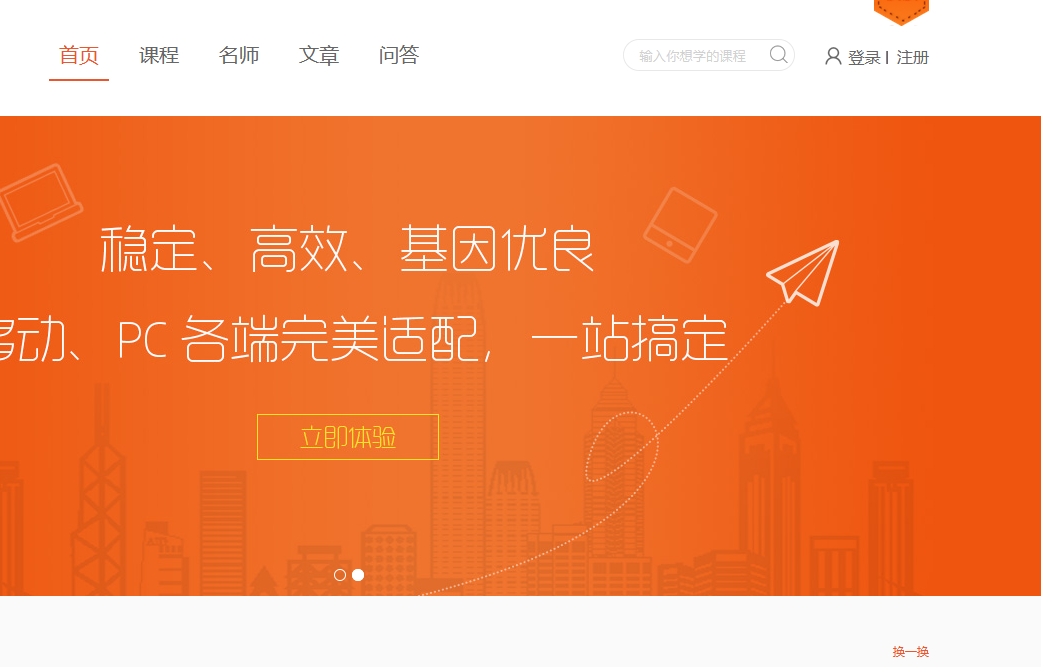 首页 课程 名师 文章 问答
输入你想学的课程
登录 注册
稳定、高效、基因优良
移动、PC 各端完美适配，一站搞定
立即体验
换一换